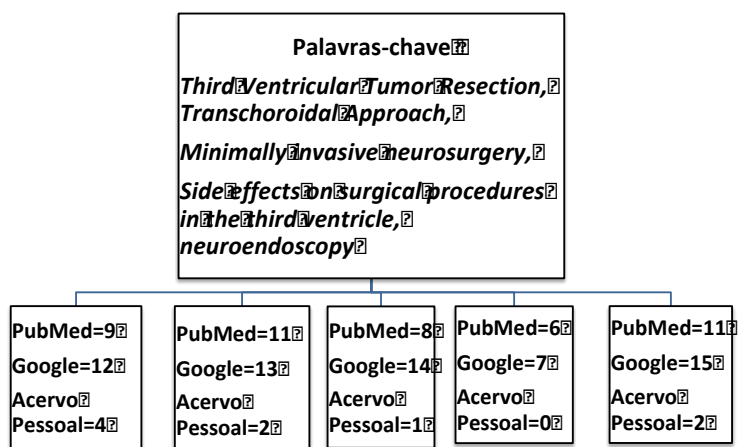 Palavras-chave
Third Ventricular Tumor Resection,
Transchoroidal Approach,
Minimally invasive neurosurgery,
Side effects on surgical procedures
in the third ventricle,
neuroendoscopy
PubMed=9
Google=12
Acervo
Pessoal=4
PubMed=11
Google=13
Acervo
Pessoal=2
PubMed=8
Google=14
Acervo
Pessoal=1
PubMed=6
Google=7
Acervo
Pessoal=0
PubMed=11
Google=15
Acervo
Pessoal=2